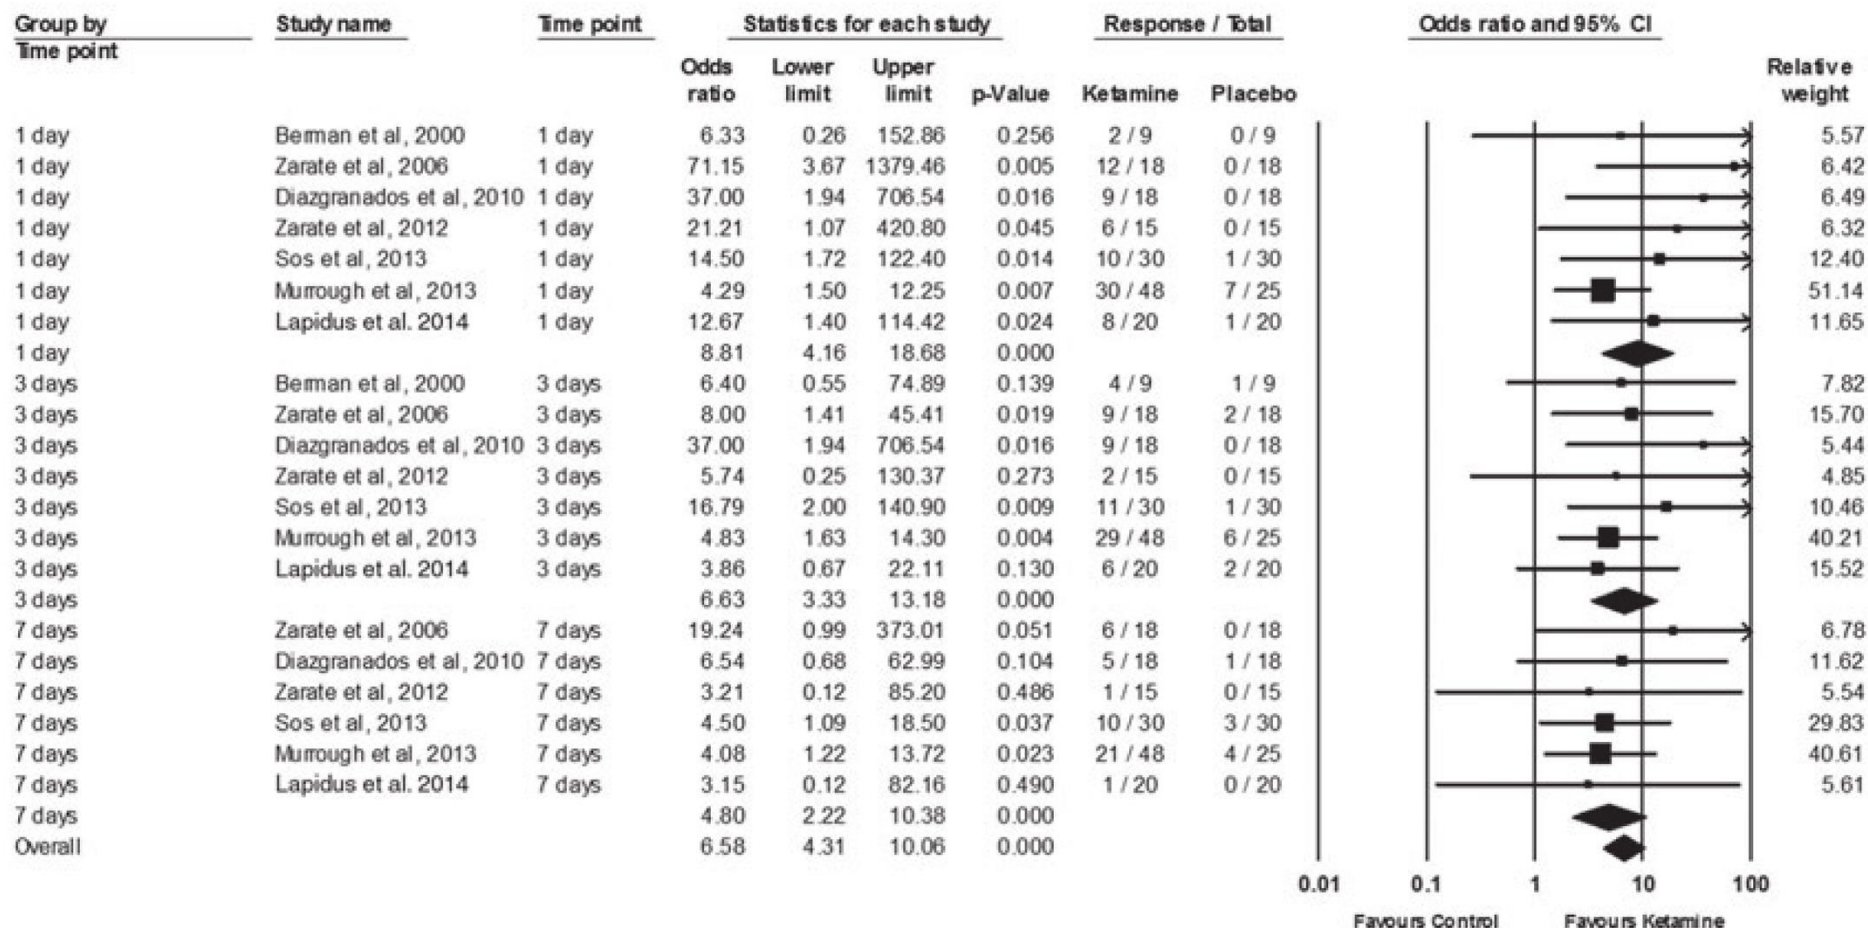 Group by Study name Time point Statistics for each study Response / Total Odds ratio and 95% CI
Time point
Odds Lower Upper Relative
ratio limit limit p-Value Ketamine Placebo weight
1 day Berman et al, 2000 1 day 6.33 0.26 152.86 0.256 2 / 9 0 / 9 5.57
1 day Zarate et al, 2006 1 day 71.15 3.67 1379.46 0.005 12 / 18 0 / 18 6.42
1 day Diazgranados et al, 2010 1 day 37.00 1.94 706.54 0.016 9 / 18 0 / 18 6.49
1 day Zarate et al, 2012 1 day 21.21 1.07 420.80 0.045 6 / 15 0 / 15 6.32
1 day Sos et al, 2013 1 day 14.50 1.72 122.40 0.014 10 / 30 1 / 30 12.40
1 day Murrough et al, 2013 1 day 4.29 1.50 12.25 0.007 30 / 48 7 / 25 51.14
1 day Lapidus et al. 2014 1 day 12.67 1.40 114.42 0.024 8 / 20 1 / 20 11.65
1 day 8.81 4.16 18.68 0.000
3 days Berman et al, 2000 3 days 6.40 0.55 74.89 0.139 4 / 9 1 / 9 7.82
3 days Zarate et al, 2006 3 days 8.00 1.41 45.41 0.019 9 / 18 2 / 18 15.70
3 days Diazgranados et al, 2010 3 days 37.00 1.94 706.54 0.016 9 / 18 0 / 18 5.44
3 days Zarate et al, 2012 3 days 5.74 0.25 130.37 0.273 2 / 15 0 / 15 4.85
3 days Sos et al, 2013 3 days 16.79 2.00 140.90 0.009 11 / 30 1 / 30 10.46
3 days Murrough et al, 2013 3 days 4.83 1.63 14.30 0.004 29 / 48 6 / 25 40.21
3 days Lapidus et al. 2014 3 days 3.86 0.67 22.11 0.130 6 / 20 2 / 20 15.52
3 days 6.63 3.33 13.18 0.000
7 days Zarate et al, 2006 7 days 19.24 0.99 373.01 0.051 6 / 18 0 / 18 6.78
7 days Diazgranados et al, 2010 7 days 6.54 0.68 62.99 0.104 5 / 18 1 / 18 11.62
7 days Zarate et al, 2012 7 days 3.21 0.12 85.20 0.486 1 / 15 0 / 15 5.54
7 days Sos et al, 2013 7 days 4.50 1.09 18.50 0.037 10 / 30 3 / 30 29.83
7 days Murrough et al, 2013 7 days 4.08 1.22 13.72 0.023 21 / 48 4 / 25 40.61
7 days Lapidus et al. 2014 7 days 3.15 0.12 82.16 0.490 1 / 20 0 / 20 5.61
7 days 4.80 2.22 10.38 0.000
Overall 6.58 4.31 10.06 0.000
0.01 0.1 1 10 100
Favours Control Favours Ketamine